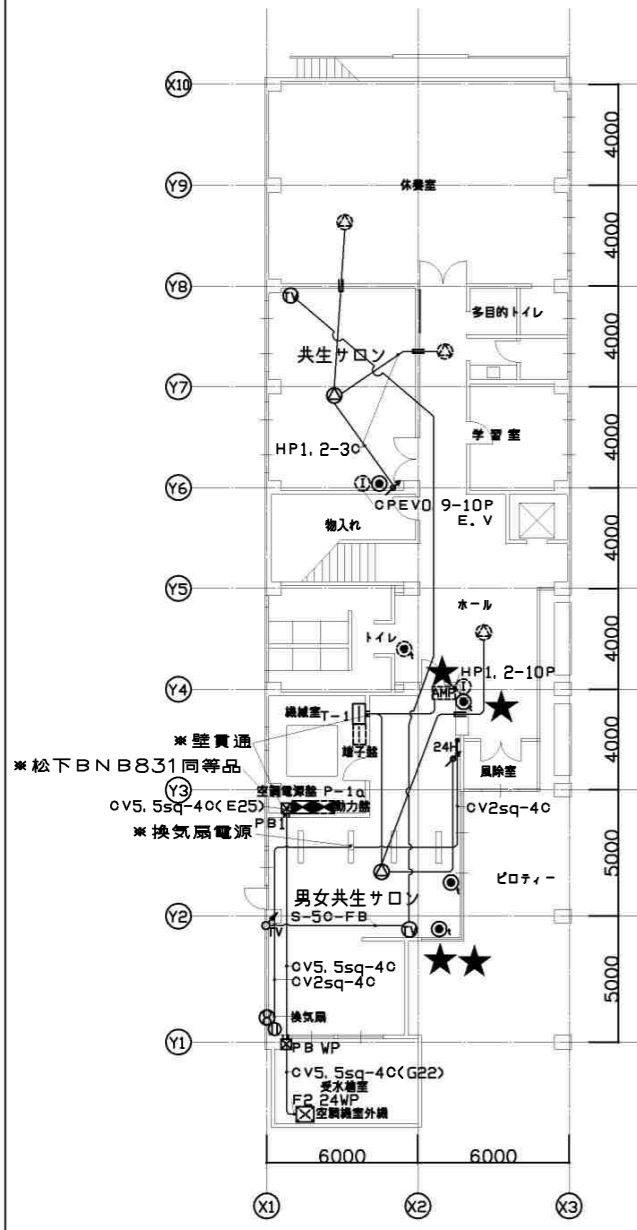 X10
4000
Y9
休養室
4000
Y8
TV
多目的トイレ
共生サロン
4000
Y7
学習室
HP1, 2-3C
4000
Y6
I
CPEV0 9-10P
E. V
物入れ
4000
Y5
ホール
トイレ
4000
HP1, 2-10P
Y4
AMP
I
T-1
※壁貫通
端子盤
24H
※松下BNB831同等品
風除室
4000
Y3
空調電源盤 P-1a
CV5. 5sq-4C(E25)
動力盤
PB1
CV2sq-4C
※換気扇電源
5000
ピロティー
男女共生サロン
Y2
S-5C-FB
TV
TV
CV5. 5sq-4C
CV2sq-4C
5000
換気扇
Y1
PB WP
CV5. 5sq-4C(G22)
受水槽室
F2 24WP
空調機室外機
6000
6000
X1
X2
X3